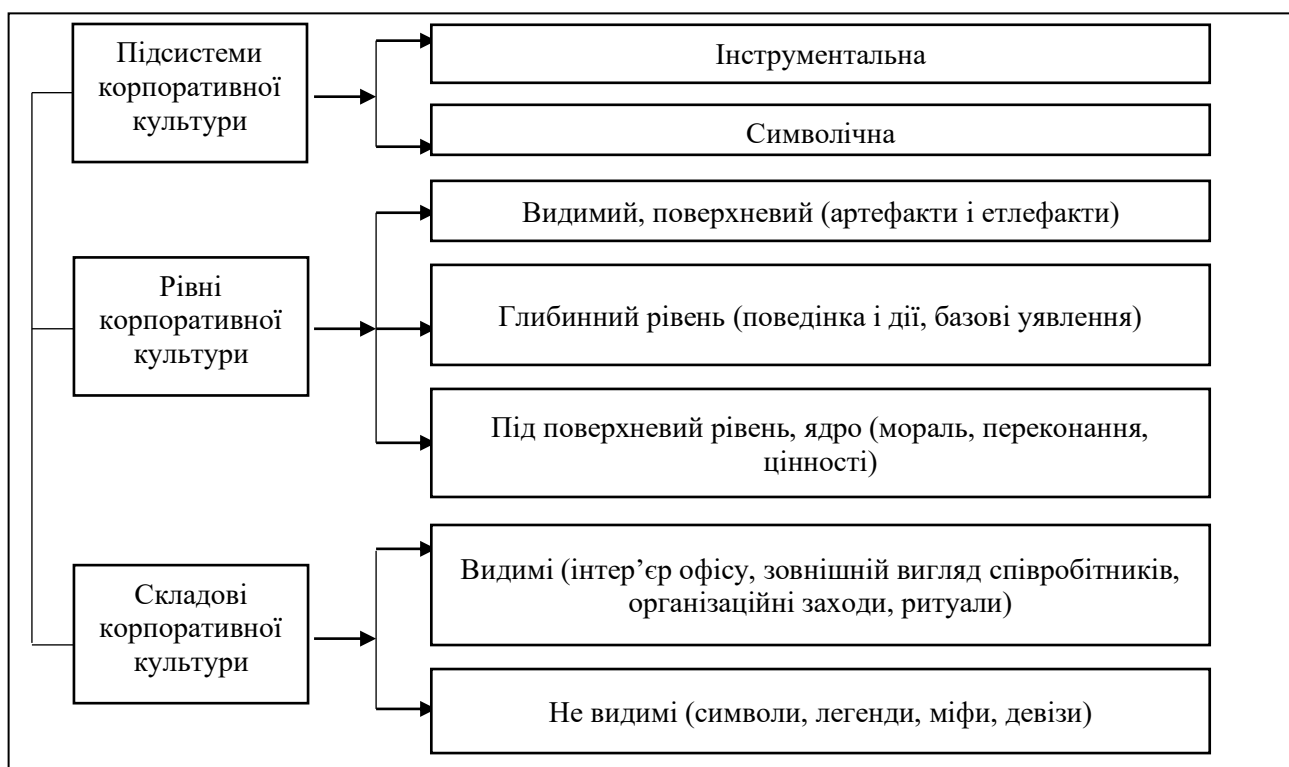 Підсистеми
корпоративної
культури
Інструментальна
Символічна
Рівні
корпоративної
культури
Видимий, поверхневий (артефакти і етлефакти)
Глибинний рівень (поведінка і дії, базові уявлення)
Під поверхневий рівень, ядро (мораль, переконання,
цінності)
Складові
корпоративної
культури
Видимі (інтер’єр офісу, зовнішній вигляд співробітників,
організаційні заходи, ритуали)
Не видимі (символи, легенди, міфи, девізи)